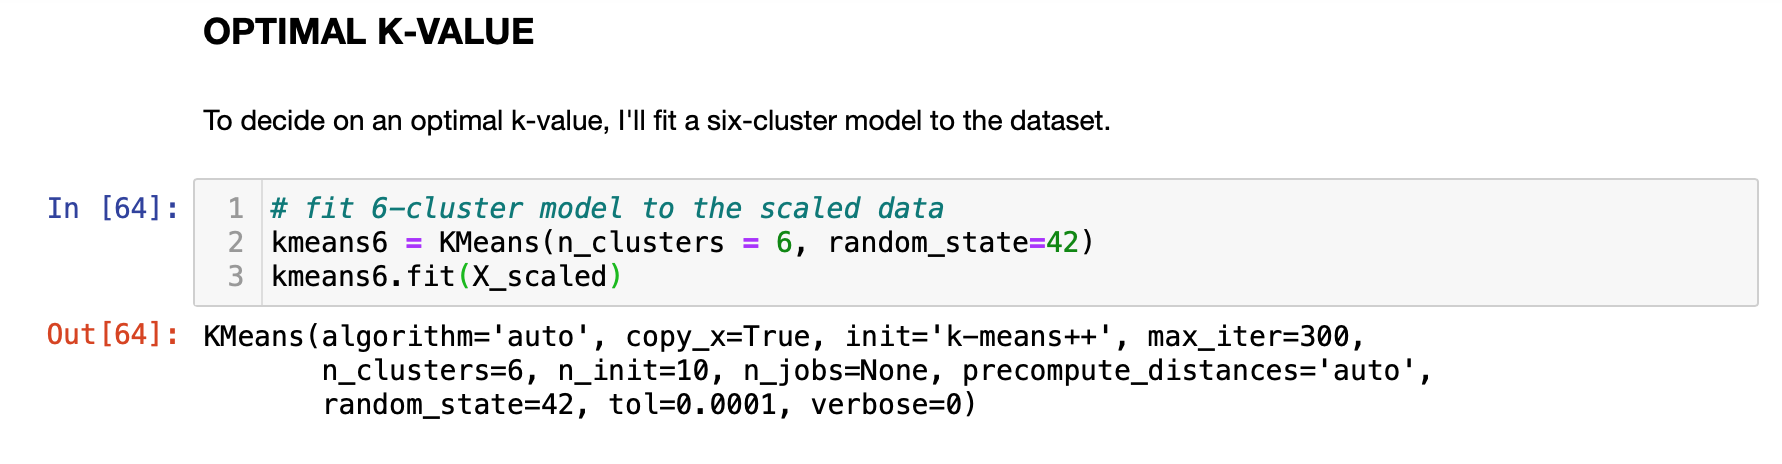 OPTIMAL K-VALUE
To decide on an optimal k-value, I'll fit a six-cluster model to the dataset.
In [64]:
1 # fit 6-cluster model to the scaled data
2 kmeans6 = KMeans(n_clusters = 6, random_state=42)
3 kmeans6.fit(X_scaled)
Out[64]: KMeans(algorithm='auto', copy_x=True, init='k-means++', max_iter=300,
n_clusters=6, n_init=10, n_jobs=None, precompute_distances='auto',
random_state=42, tol=0.0001, verbose=0)